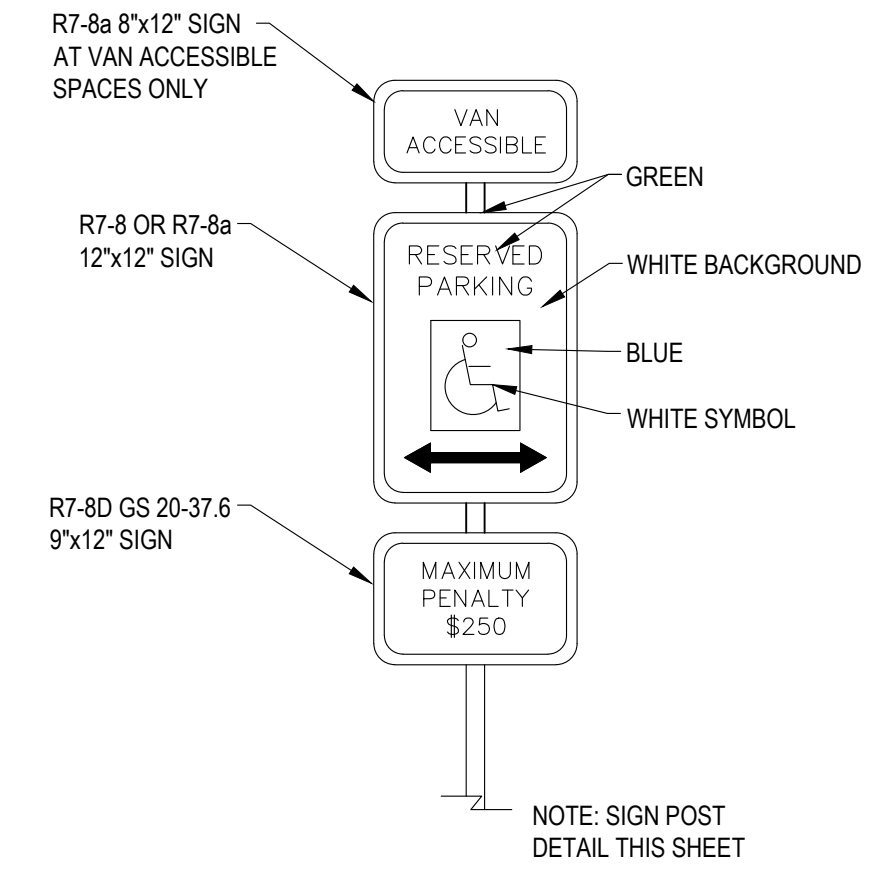 R7-8a 8"x12" SIGN
AT VAN ACCESSIBLE
SPACES ONLY
VAN
ACCESSIBLE
GREEN
R7-8 OR R7-8a
12"x12" SIGN
RESERVED
PARKING
WHITE BACKGROUND
BLUE
WHITE SYMBOL
R7-8D GS 20-37.6
9"x12" SIGN
MAXIMUM
PENALTY
$250
NOTE: SIGN POST
DETAIL THIS SHEET